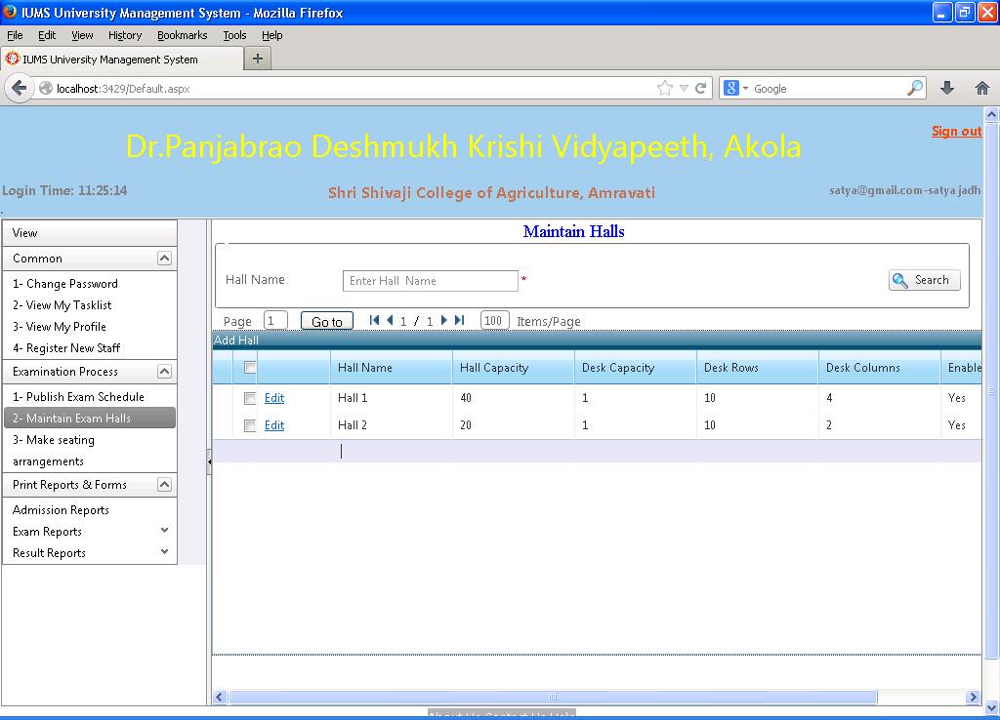 IUMS University Management System - Mozilla Firefox
File Edit View History Bookmarks Tools Help
IUMS University Management System
localhost:3429/Default.aspx
Google
Sign out
Dr.Panjabrao Deshmukh Krishi Vidyapeeth, Akola
Login Time: 11:25:14
Shri Shivaji College of Agriculture, Amravati
satya@gmail.com-satya jadh
View
Common
1- Change Password
2- View My Tasklist
3- View My Profile
4- Register New Staff
Examination Process
1- Publish Exam Schedule
2- Maintain Exam Halls
3- Make seating
arrangements
Print Reports & Forms
Admission Reports
Exam Reports
Result Reports
Maintain Halls
Hall Name Enter Hall Name * Search
Page 1 Go to 1 / 1 100 Items/Page
Add Hall
Hall Name Hall Capacity Desk Capacity Desk Rows Desk Columns Enable
Edit Hall 1 40 1 10 4 Yes
Edit Hall 2 20 1 10 2 Yes
About Us Contact Us Help